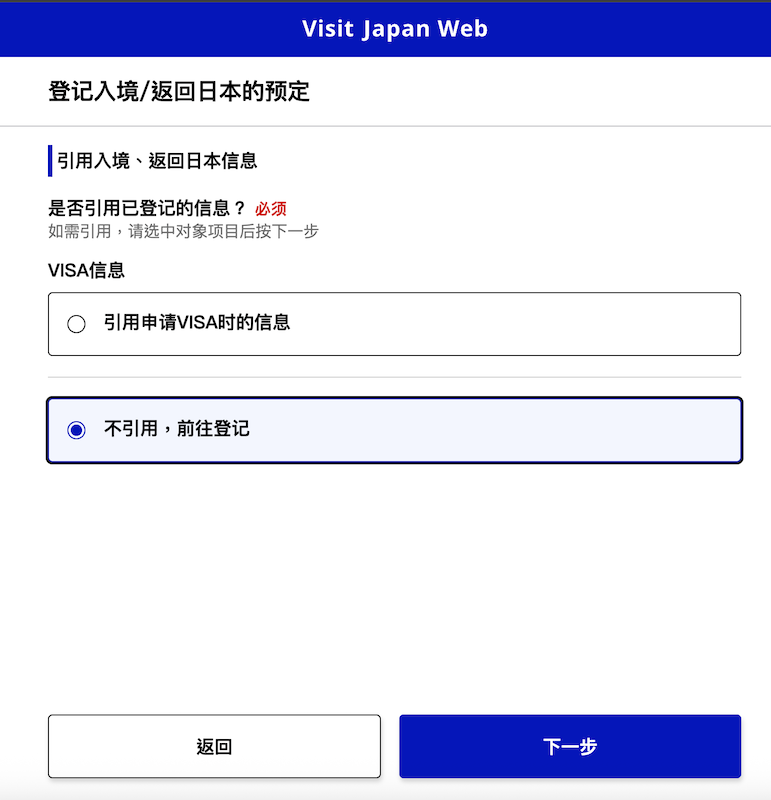 Visit Japan Web
登记入境/返回日本的预定
引用入境、返回日本信息
是否引用已登记的信息？ 必须
如需引用，请选中对象项目后按下一步
VISA信息
引用申请VISA时的信息
不引用，前往登记
返回
下一步